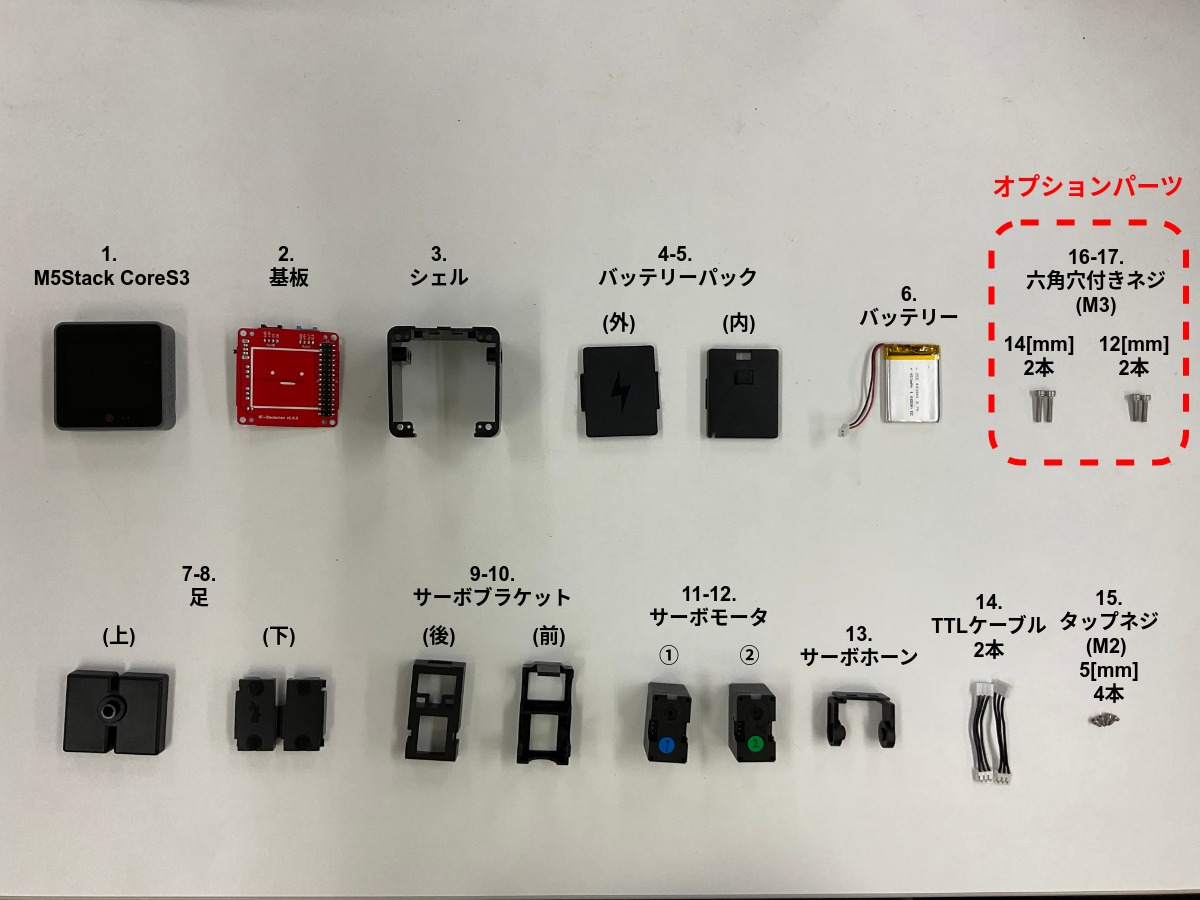 オプションパーツ
1.
M5Stack CoreS3
2.
基板
3.
シェル
4-5.
バッテリーパック
(外)
(内)
6.
バッテリー
16-17.
六角穴付きネジ
(M3)
14[mm]
2本
12[mm]
2本
7-8.
足
(上)
(下)
9-10.
サーボブラケット
(後)
(前)
11-12.
サーボモータ
①
②
13.
サーボホーン
14.
TTLケーブル
2本
15.
タップネジ
(M2)
5[mm]
4本
1
2